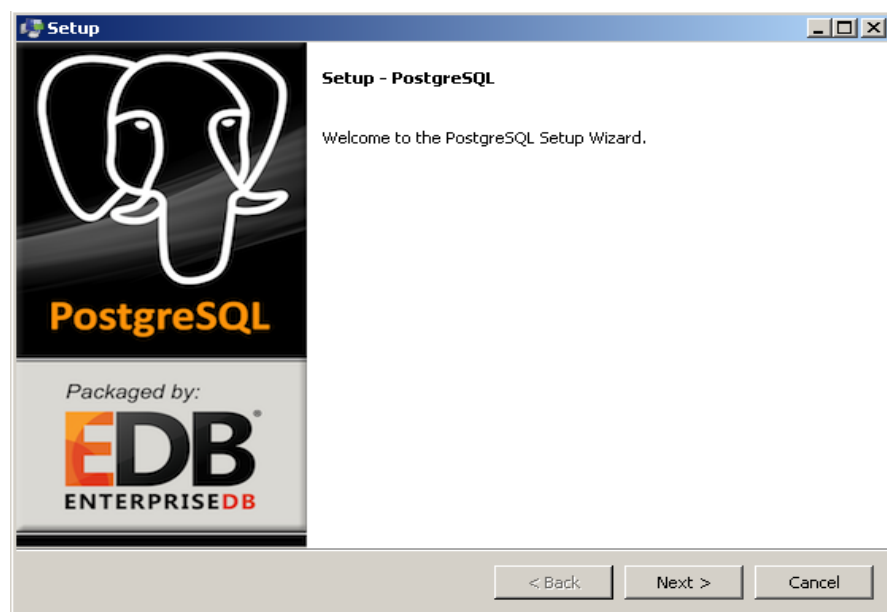 Setup
Setup - PostgreSQL
Welcome to the PostgreSQL Setup Wizard.
PostgreSQL
Packaged by:
EDB®
ENTERPRISEDB
< Back
Next >
Cancel